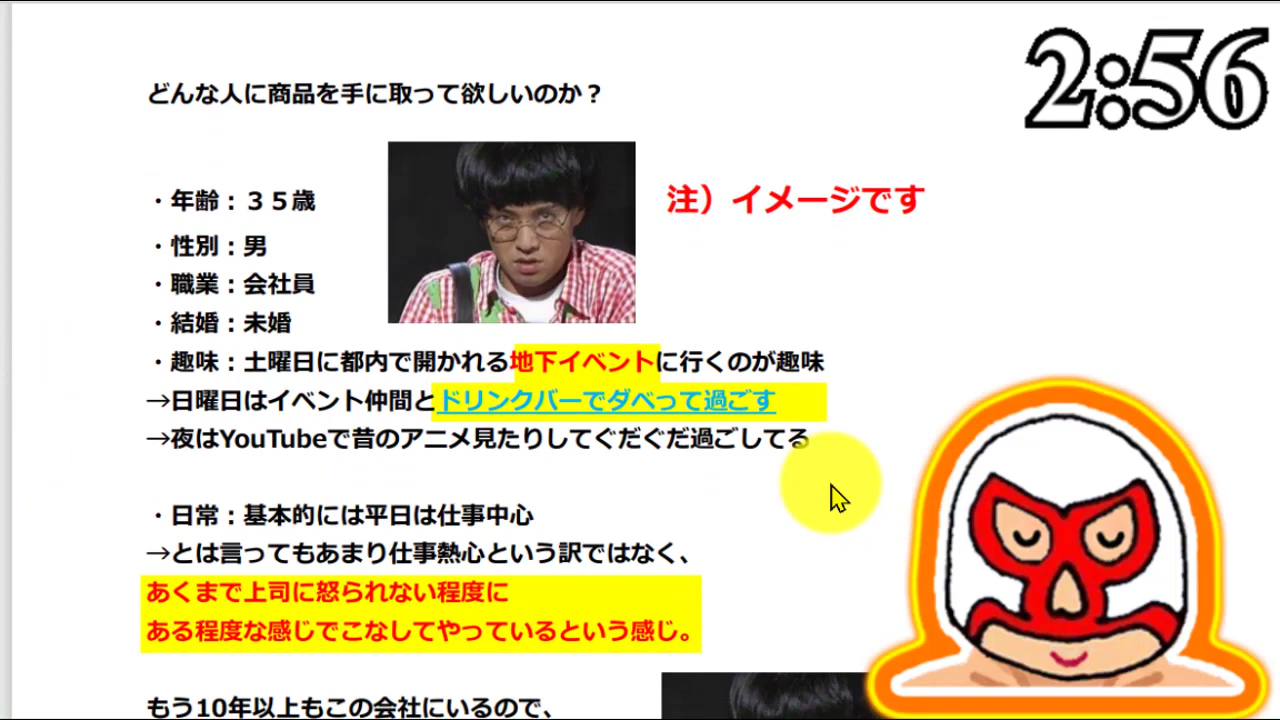 2:56
どんな人に商品を手に取って欲しいのか？
・年齢：３５歳
注）イメージです
・性別：男
・職業：会社員
・結婚：未婚
・趣味：土曜日に都内で開かれる地下イベントに行くのが趣味
→日曜日はイベント仲間とドリンクバーでダベって過ごす
→夜はYouTubeで昔のアニメ見たりしてぐだぐだ過ごしてる
・日常：基本的には平日は仕事中心
→とは言ってもあまり仕事熱心という訳ではなく、
あくまで上司に怒られない程度に
ある程度な感じでこなしてやっているという感じ。
もう10年以上もこの会社にいるので、